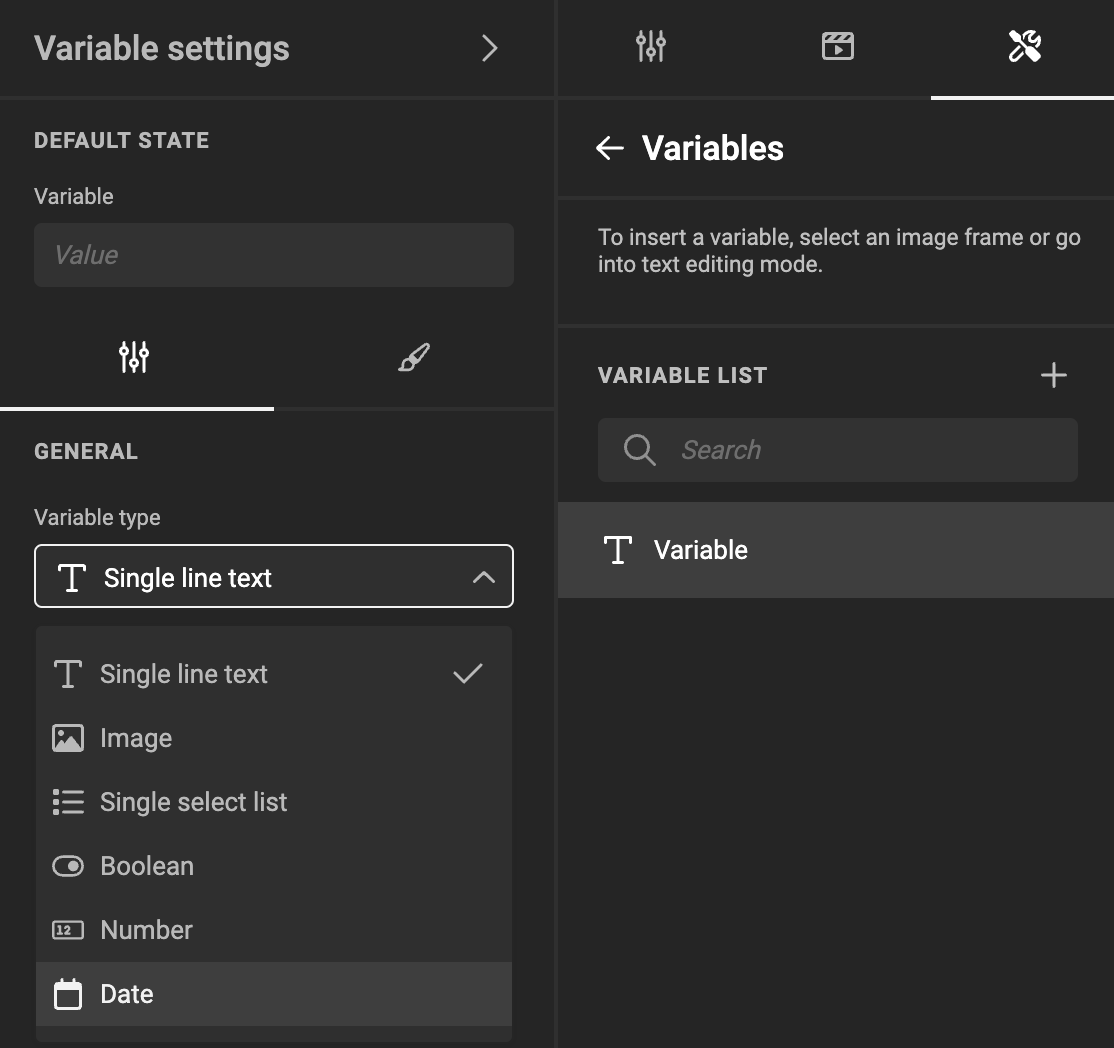 Variable settings
DEFAULT STATE
Variable
Value
GENERAL
Variable type
Single line text
Single line text
Image
Single select list
Boolean
12 Number
Date
Variables
To insert a variable, select an image frame or go
into text editing mode.
VARIABLE LIST
Search
Variable